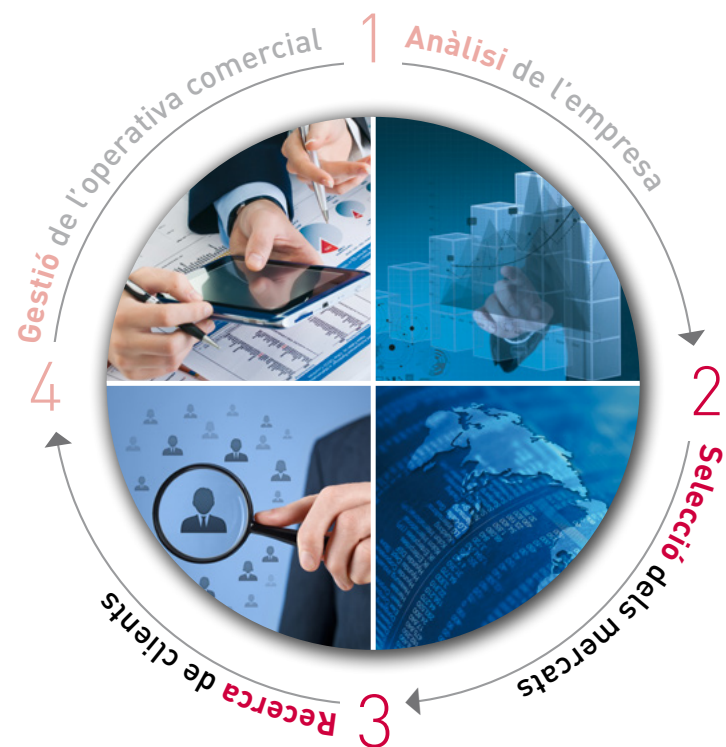 1
Anàlisi de l'empresa
2
Selecció dels mercats
3
Recerca de clients
4
Gestió de l'operativa comercial